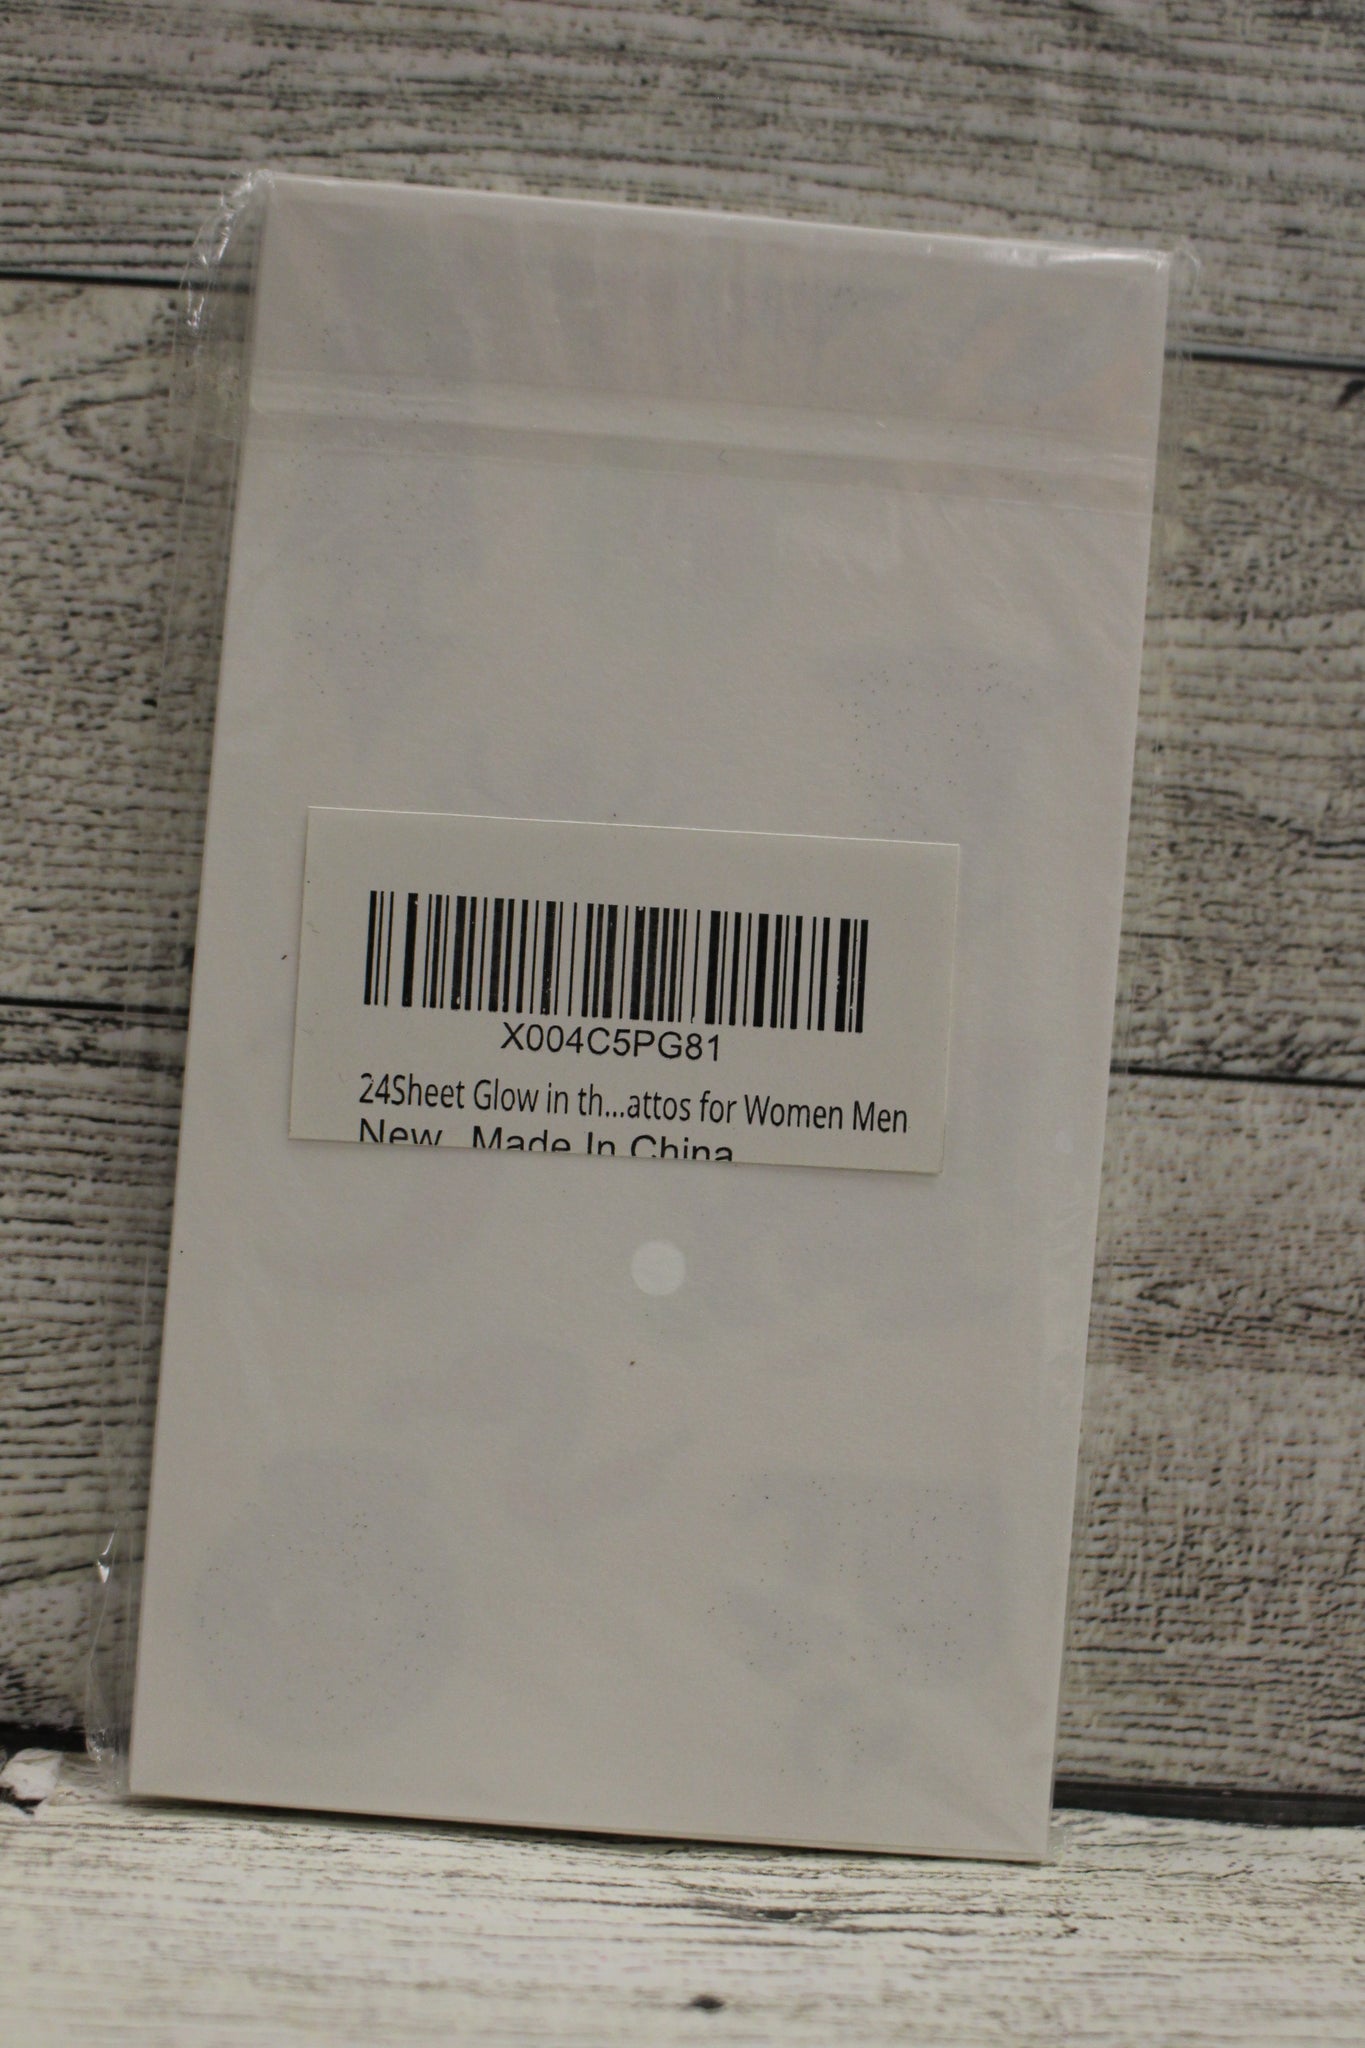 X004C5PG81
24Sheet Glow in th...attos for Women Men
New Made In China